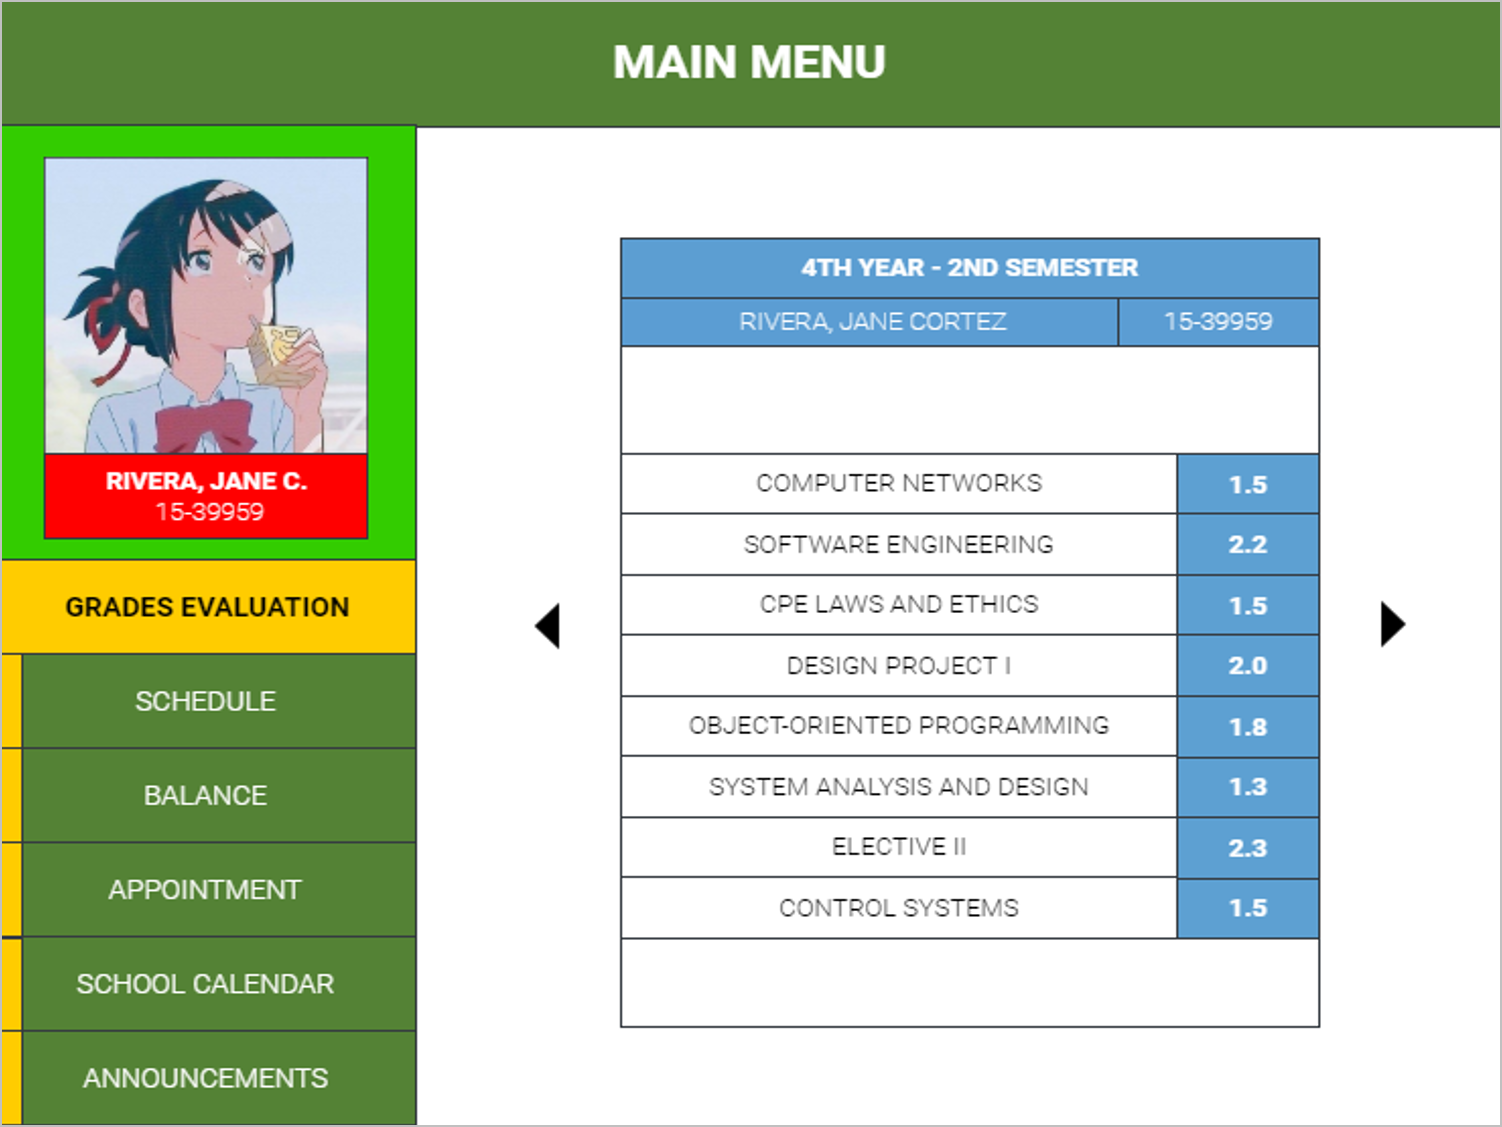 MAIN MENU
RIVERA, JANE C.
15-39959
GRADES EVALUATION
SCHEDULE
BALANCE
APPOINTMENT
SCHOOL CALENDAR
ANNOUNCEMENTS
4TH YEAR - 2ND SEMESTER
RIVERA, JANE CORTEZ 15-39959
COMPUTER NETWORKS 1.5
SOFTWARE ENGINEERING 2.2
CPE LAWS AND ETHICS 1.5
DESIGN PROJECT I 2.0
OBJECT-ORIENTED PROGRAMMING 1.8
SYSTEM ANALYSIS AND DESIGN 1.3
ELECTIVE II 2.3
CONTROL SYSTEMS 1.5